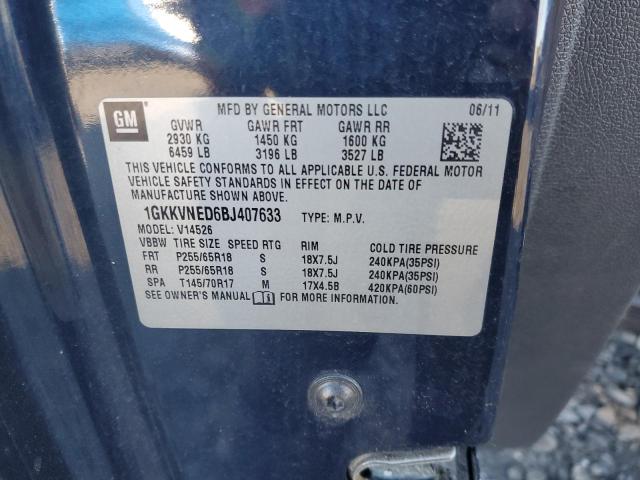 GM
MFD BY GENERAL MOTORS LLC 06/11
GVWR GAWR FRT GAWR RR
2930 KG 1450 KG 1600 KG
6459 LB 3196 LB 3527 LB
THIS VEHICLE CONFORMS TO ALL APPLICABLE U.S. FEDERAL MOTOR
VEHICLE SAFETY STANDARDS IN EFFECT ON THE DATE OF
MANUFACTURE SHOWN ABOVE.
1GKKVNED6BJ407633 TYPE: M.P.V.
MODEL: V14526
VBBW TIRE SIZE SPEED RTG RIM COLD TIRE PRESSURE
FRT P255/65R18 S 18X7.5J 240KPA(35PSI)
RR P255/65R18 S 18X7.5J 240KPA(35PSI)
SPA T145/70R17 M 17X4.5B 420KPA(60PSI)
SEE OWNER'S MANUAL FOR MORE INFORMATION.